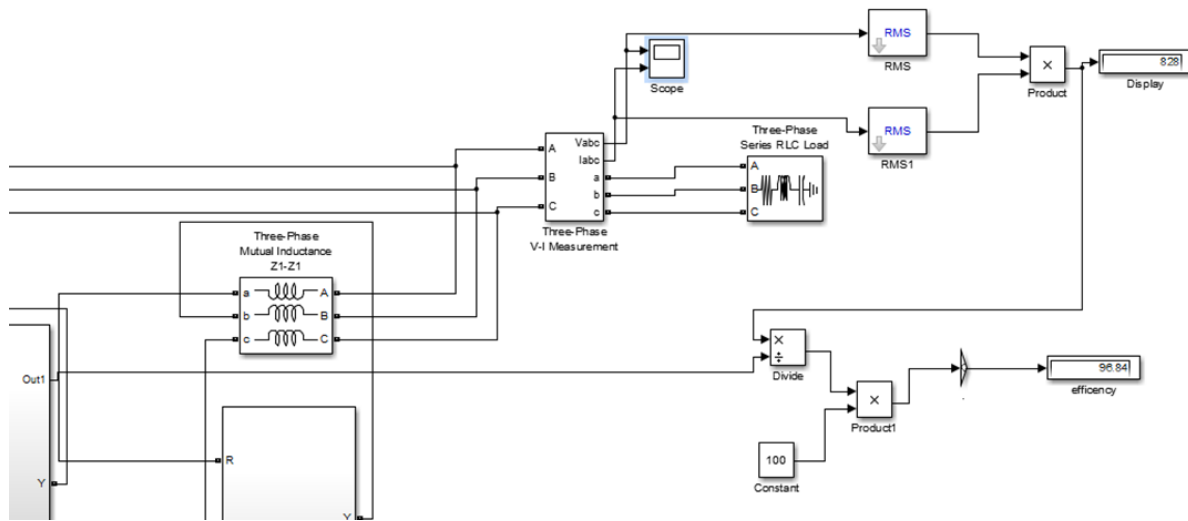 RMS
RMS
×
Product
828
Display
Scope
RMS
RMS1
Three-Phase
Series RLC Load
A
B
C
A
B
C
Vabc
Iabc
a
b
c
Three-Phase
V-I Measurement
Three-Phase
Mutual Inductance
Z1-Z1
a
b
c
A
B
C
Out1
Y
R
Y
×
÷
Divide
×
Product1
100
Constant
96.84
efficency
.